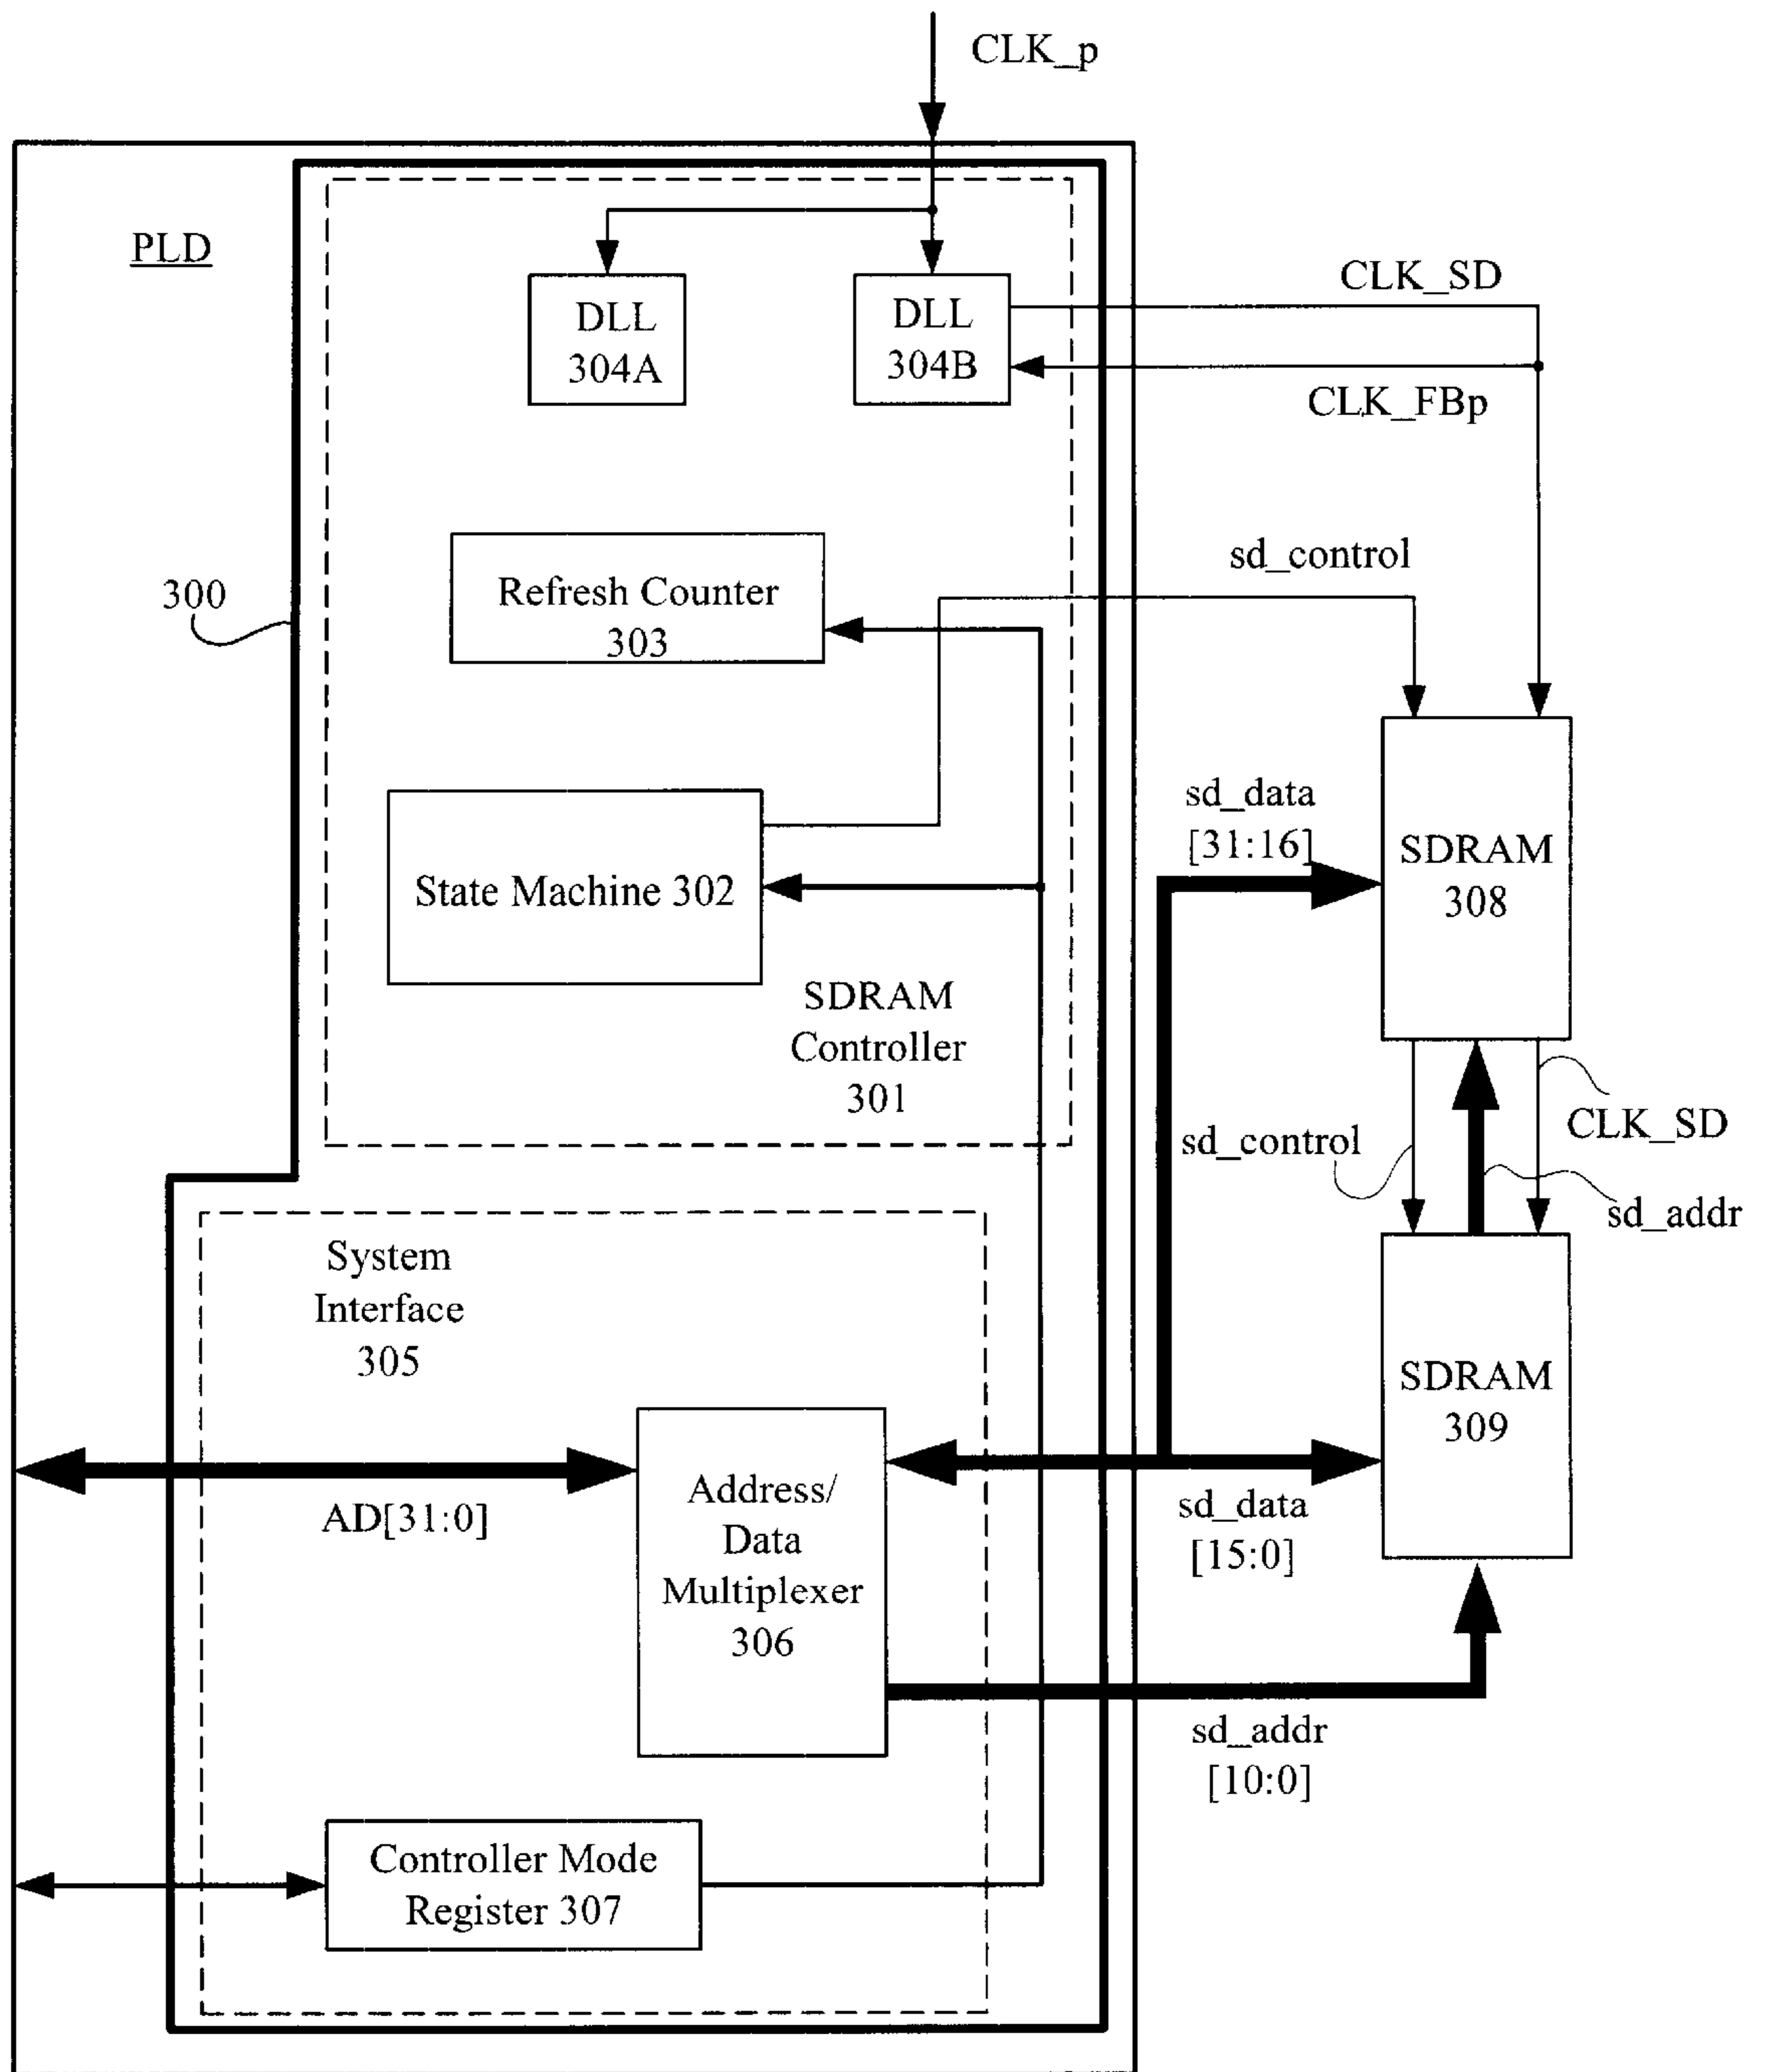 CLK_p
PLD
DLL
304A
DLL
304B
CLK_SD
CLK_FBp
sd_control
Refresh Counter
303
300
State Machine 302
sd_data
[31:16]
SDRAM
308
SDRAM
Controller
301
sd_control
CLK_SD
sd_addr
System
Interface
305
SDRAM
309
AD[31:0]
Address/
Data
Multiplexer
306
sd_data
[15:0]
sd_addr
[10:0]
Controller Mode
Register 307